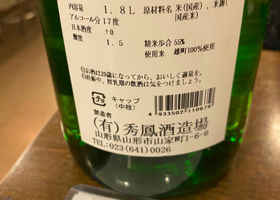 内容量 1.8L 原材料名 米(国産)、米麹(国産米)
アルコール分17度
日本酒度 ±0
酸度 1.5
精米歩合 55%
使用米 雄町100%使用
お酒は20歳になってから。おいしく適量を。
妊娠中、授乳期の飲酒は気をつけましょう。
キャップ
(中栓)
4933502110678
製造者
(有)秀鳳酒造場
山形県山形市山家町1-6-6
TEL:023(641)0026